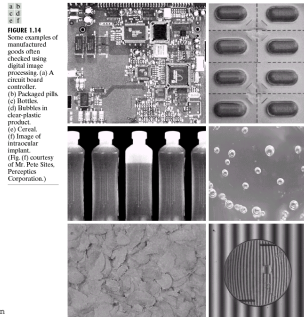 a b
c d
e f
FIGURE 1.14
Some examples of
manufactured
goods often
checked using
digital image
processing. (a) A
circuit board
controller.
(b) Packaged pills.
(c) Bottles.
(d) Bubbles in
clear-plastic
product.
(e) Cereal.
(f) Image of
intraocular
implant.
(Fig. (f) courtesy
of Mr. Pete Sites,
Perceptics
Corporation.)
n